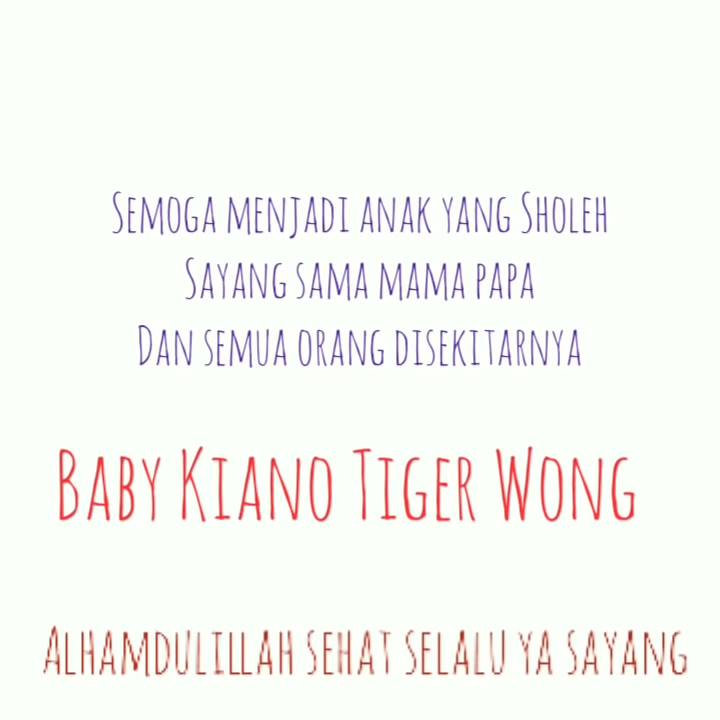 Semoga menjadi anak yang Sholeh
Sayang sama mama papa
Dan semua orang disekitarnya
Baby Kiano Tiger Wong
Alhamdulillah sehat selalu ya sayang